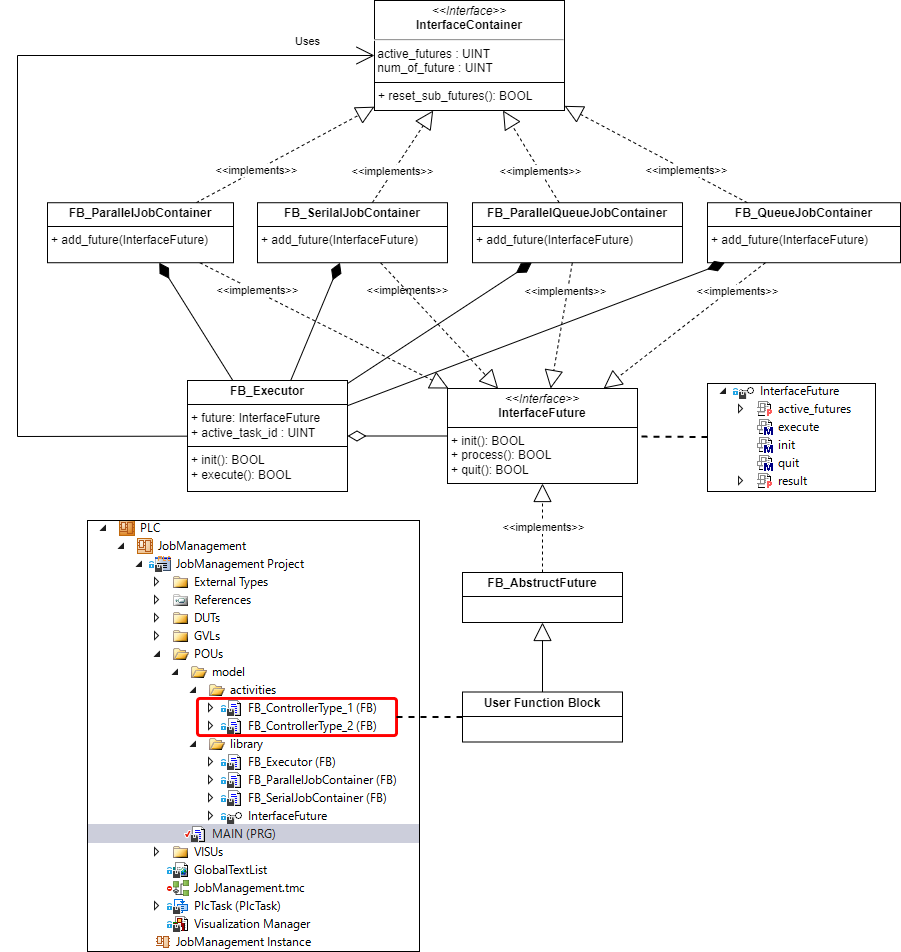 <<Interface>>
InterfaceContainer
Uses
active_futures : UINT
num_of_future : UINT
+ reset_sub_futures(): BOOL
<<implements>>
<<implements>>
<<implements>>
<<implements>>
FB_ParallelJobContainer
+ add_future(InterfaceFuture)
FB_SerilalJobContainer
+ add_future(InterfaceFuture)
FB_ParallelQueueJobContainer
+ add_future(InterfaceFuture)
FB_QueueJobContainer
+ add_future(InterfaceFuture)
<<implements>>
<<implements>>
<<implements>>
<<implements>>
FB_Executor
+ future: InterfaceFuture
+ active_task_id : UINT
+ init(): BOOL
+ execute(): BOOL
<<Interface>>
InterfaceFuture
+ init(): BOOL
+ process(): BOOL
+ quit(): BOOL
InterfaceFuture
active_futures
execute
init
quit
result
<<implements>>
FB_AbstructFuture
User Function Block
PLC
JobManagement
JobManagement Project
External Types
References
DUTs
GVLs
POUs
model
activities
FB_ControllerType_1 (FB)
FB_ControllerType_2 (FB)
library
FB_Executor (FB)
FB_ParallelJobContainer (FB)
FB_SerialJobContainer (FB)
InterfaceFuture
MAIN (PRG)
VISUs
GlobalTextList
JobManagement.tmc
PlcTask (PlcTask)
Visualization Manager
JobManagement Instance